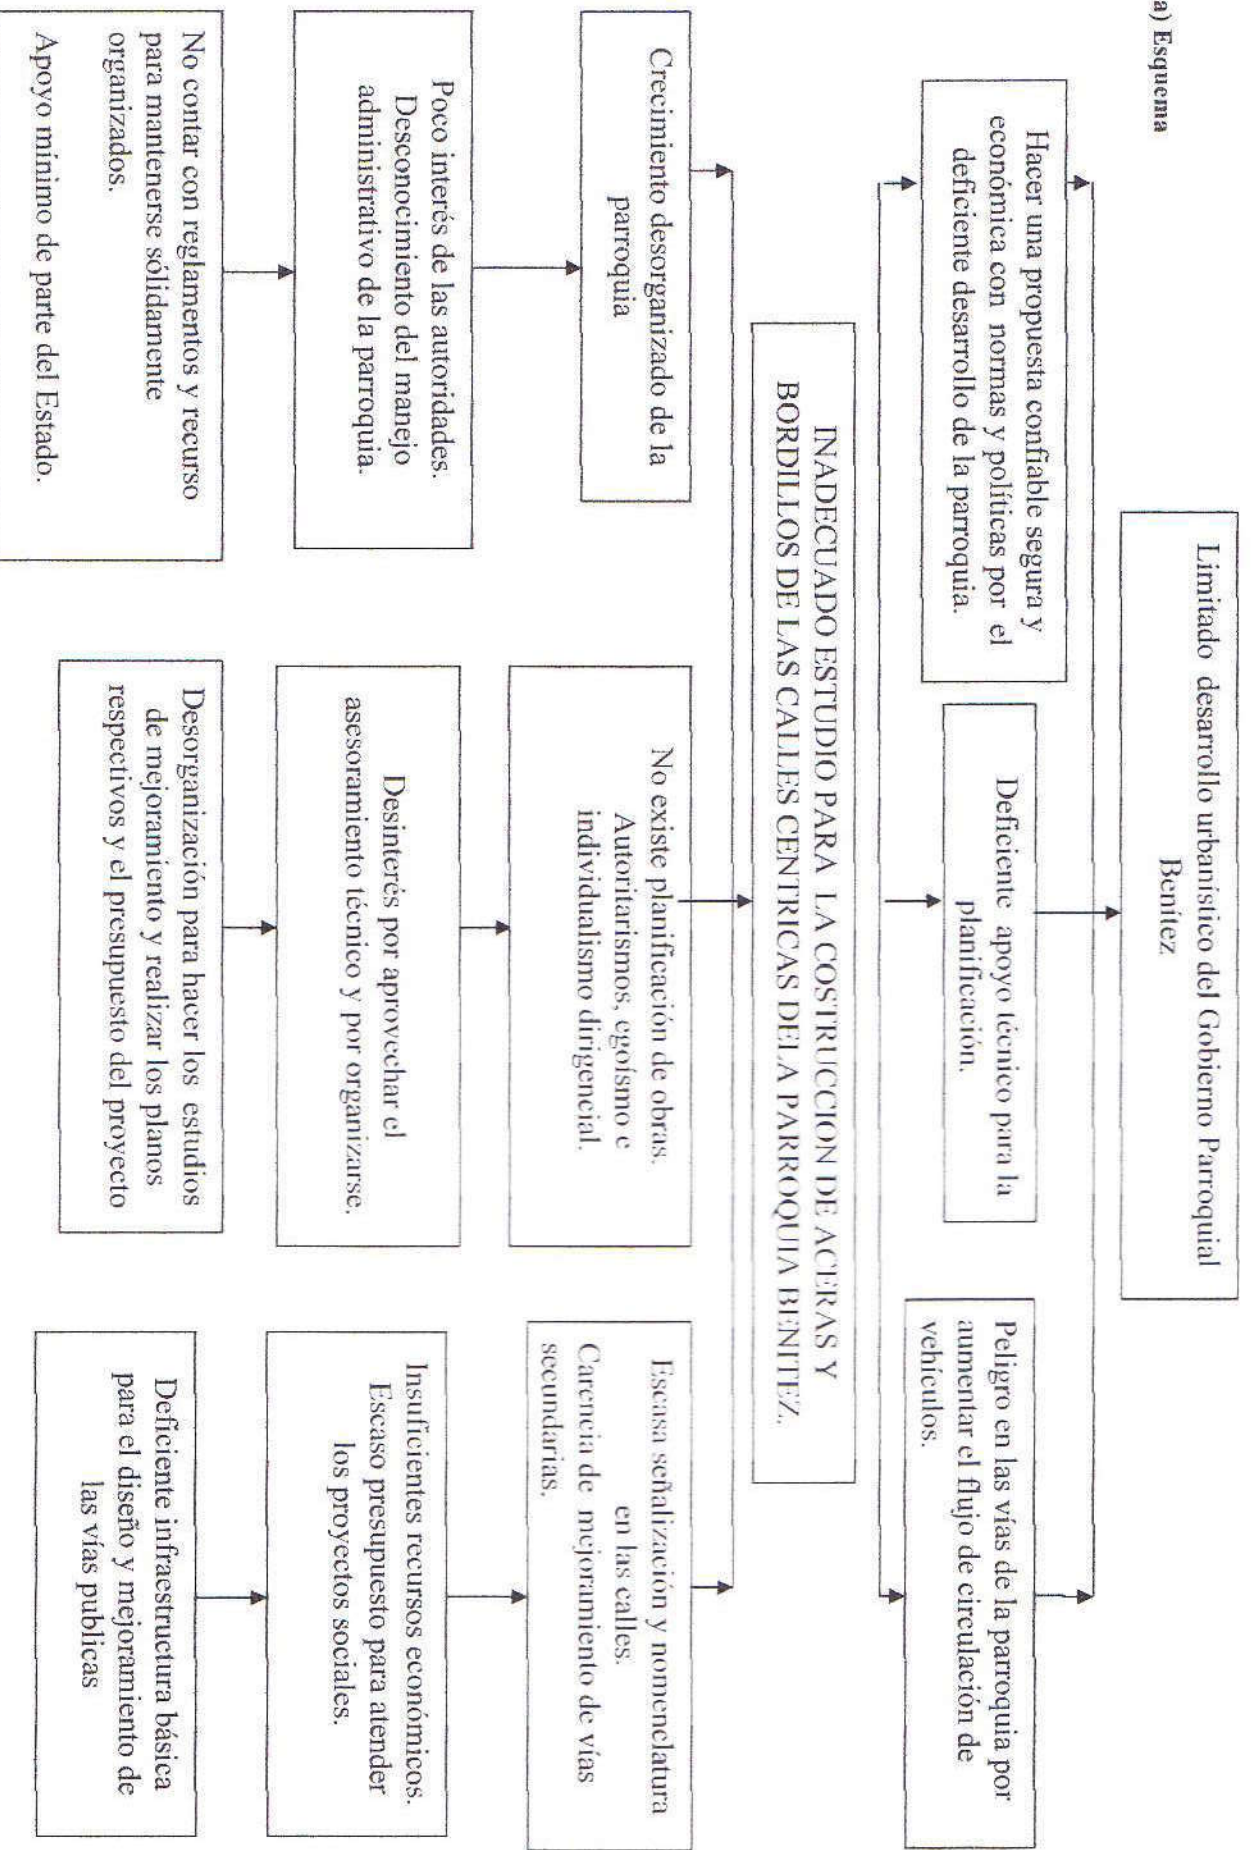 a) Esquema
Limitado desarrollo urbanístico del Gobierno Parroquial
Benítez
Hacer una propuesta confiable segura y
económica con normas y políticas por el
deficiente desarrollo de la parroquia.
Deficiente apoyo técnico para la
planificación.
Peligro en las vías de la parroquia por
aumentar el flujo de circulación de
vehículos.
INADECUADO ESTUDIO PARA LA COSTRUCCION DE ACERAS Y
BORDILLOS DE LAS CALLES CENTRICAS DELA PARROQUIA BENITEZ.
Crecimiento desorganizado de la
parroquia
No existe planificación de obras.
Autoritarismos, egoísmo e
individualismo dirigencial.
Escasa señalización y nomenclatura
en las calles.
Carencia de mejoramiento de vías
secundarias.
Poco interés de las autoridades.
Desconocimiento del manejo
administrativo de la parroquia.
Desinterés por aprovechar el
asesoramiento técnico y por organizarse.
Insuficientes recursos económicos.
Escaso presupuesto para atender
los proyectos sociales.
No contar con reglamentos y recurso
para mantenerse sólidamente
organizados.
Apoyo mínimo de parte del Estado.
Desorganización para hacer los estudios
de mejoramiento y realizar los planos
respectivos y el presupuesto del proyecto
Deficiente infraestructura básica
para el diseño y mejoramiento de
las vías publicas